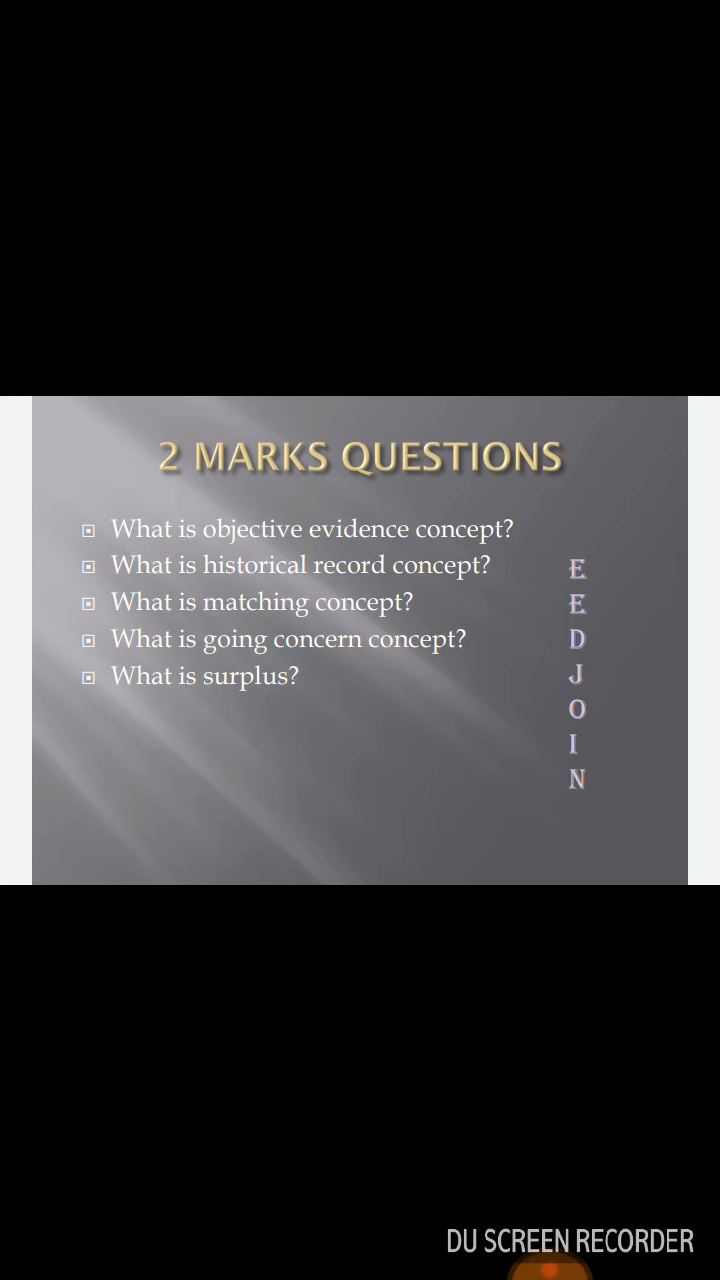 2 MARKS QUESTIONS
What is objective evidence concept?
What is historical record concept?
What is matching concept?
What is going concern concept?
What is surplus?
E
E
D
J
O
I
N
DU SCREEN RECORDER